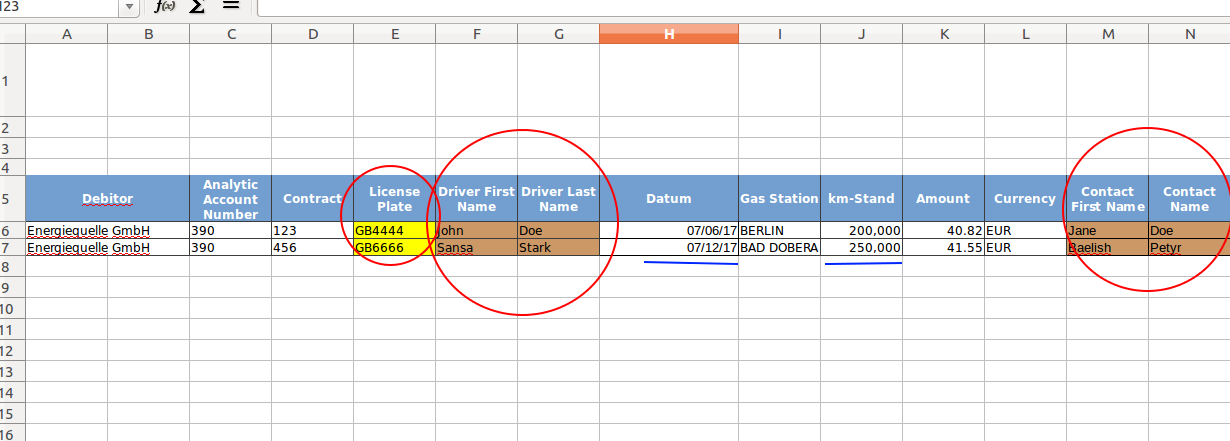 123 f(x) Σ =
A B C D E F G H I J K L M N
1
2
3
4
5 Debitor Analytic Account Number Contract License Plate Driver First Name Driver Last Name Datum Gas Station km-Stand Amount Currency Contact First Name Contact Name
6 Energiequelle GmbH 390 123 GB4444 John Doe 07/06/17 BERLIN 200,000 40.82 EUR Jane Doe
7 Energiequelle GmbH 390 456 GB6666 Sansa Stark 07/12/17 BAD DOBERA 250,000 41.55 EUR Baelish Petyr
8
9
10
11
12
13
14
15
16